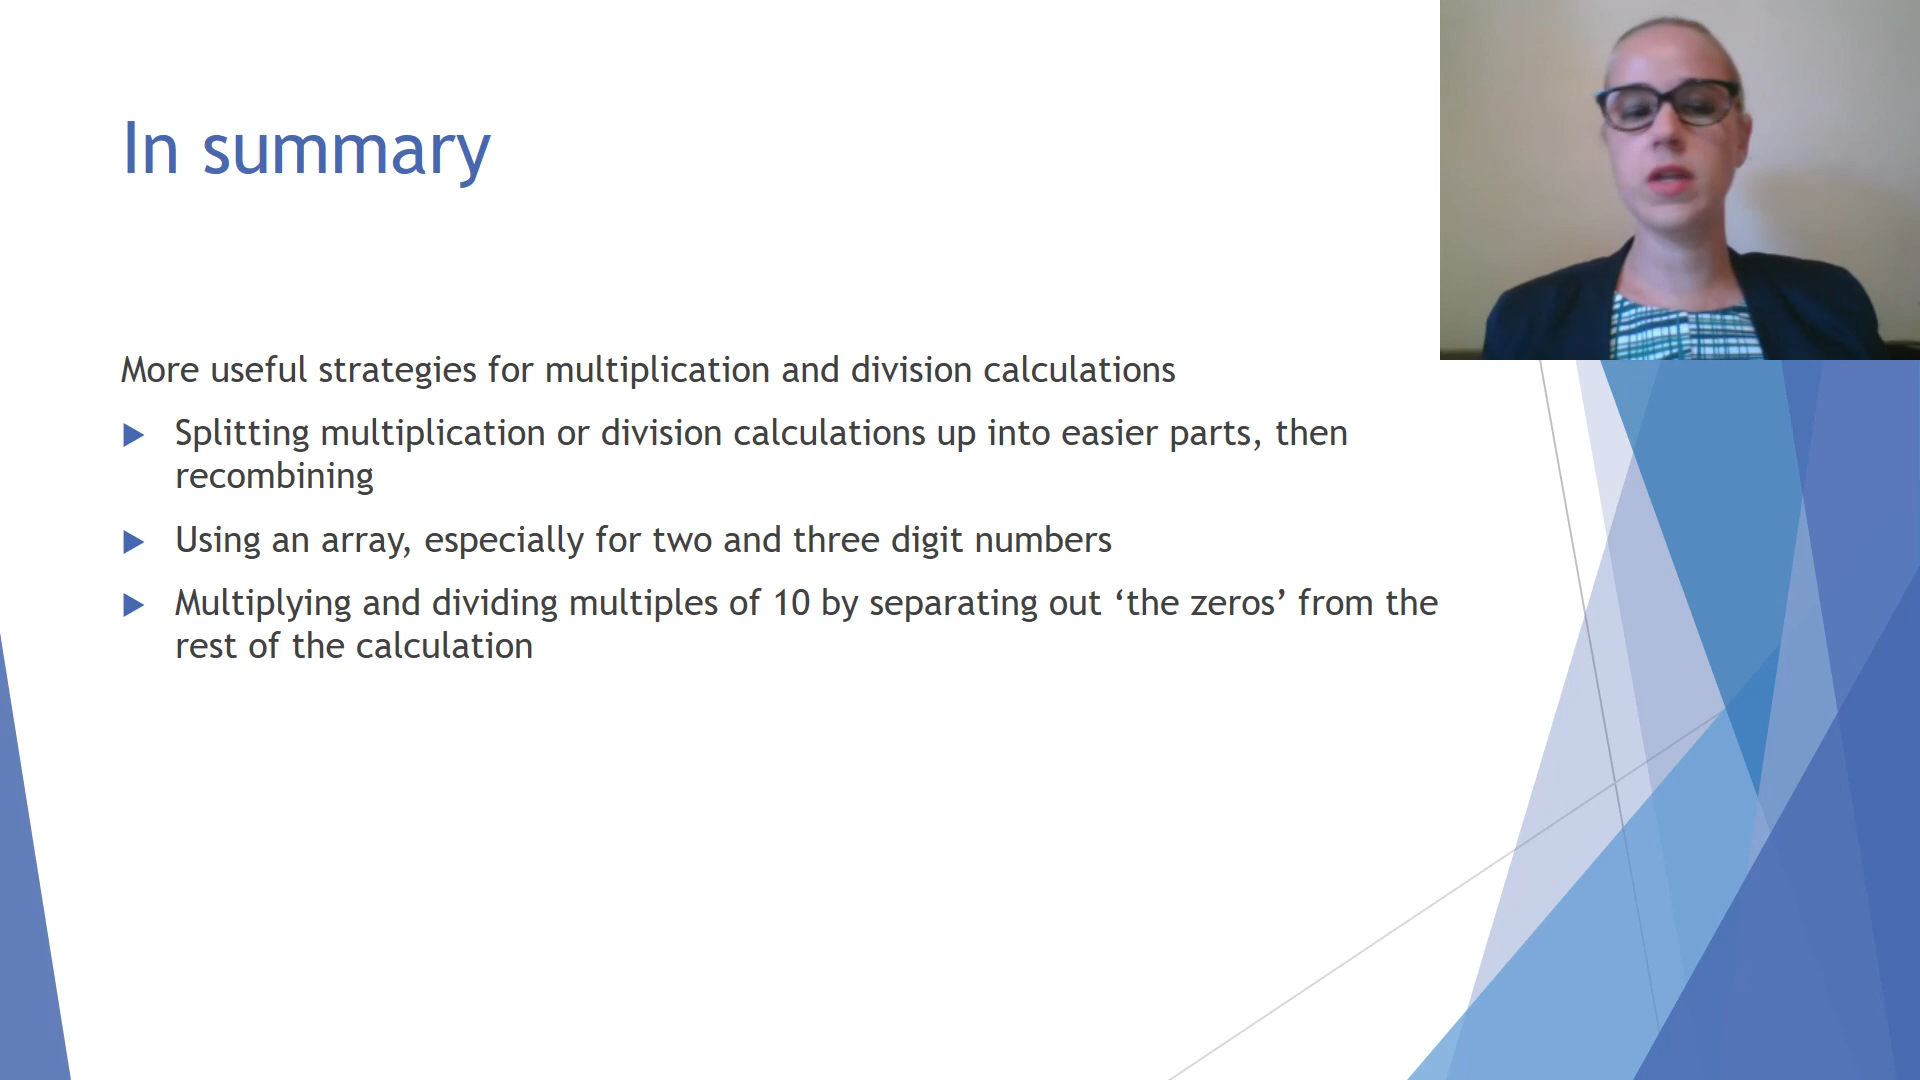 In summary
More useful strategies for multiplication and division calculations
Splitting multiplication or division calculations up into easier parts, then
recombining
Using an array, especially for two and three digit numbers
Multiplying and dividing multiples of 10 by separating out ‘the zeros’ from the
rest of the calculation